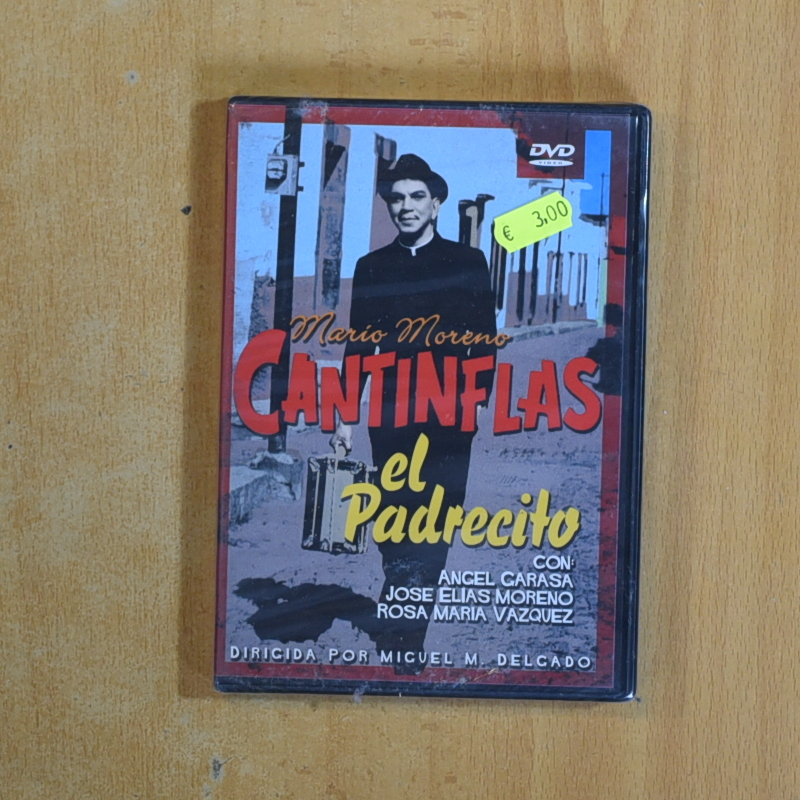 DVD
VIDEO
€ 3,00
Mario Moreno
CANTINFLAS
el
Padrecito
CON:
ANGEL GARASA
JOSE ELIAS MORENO
ROSA MARIA VAZQUEZ
DIRIGIDA POR MIGUEL M. DELGADO